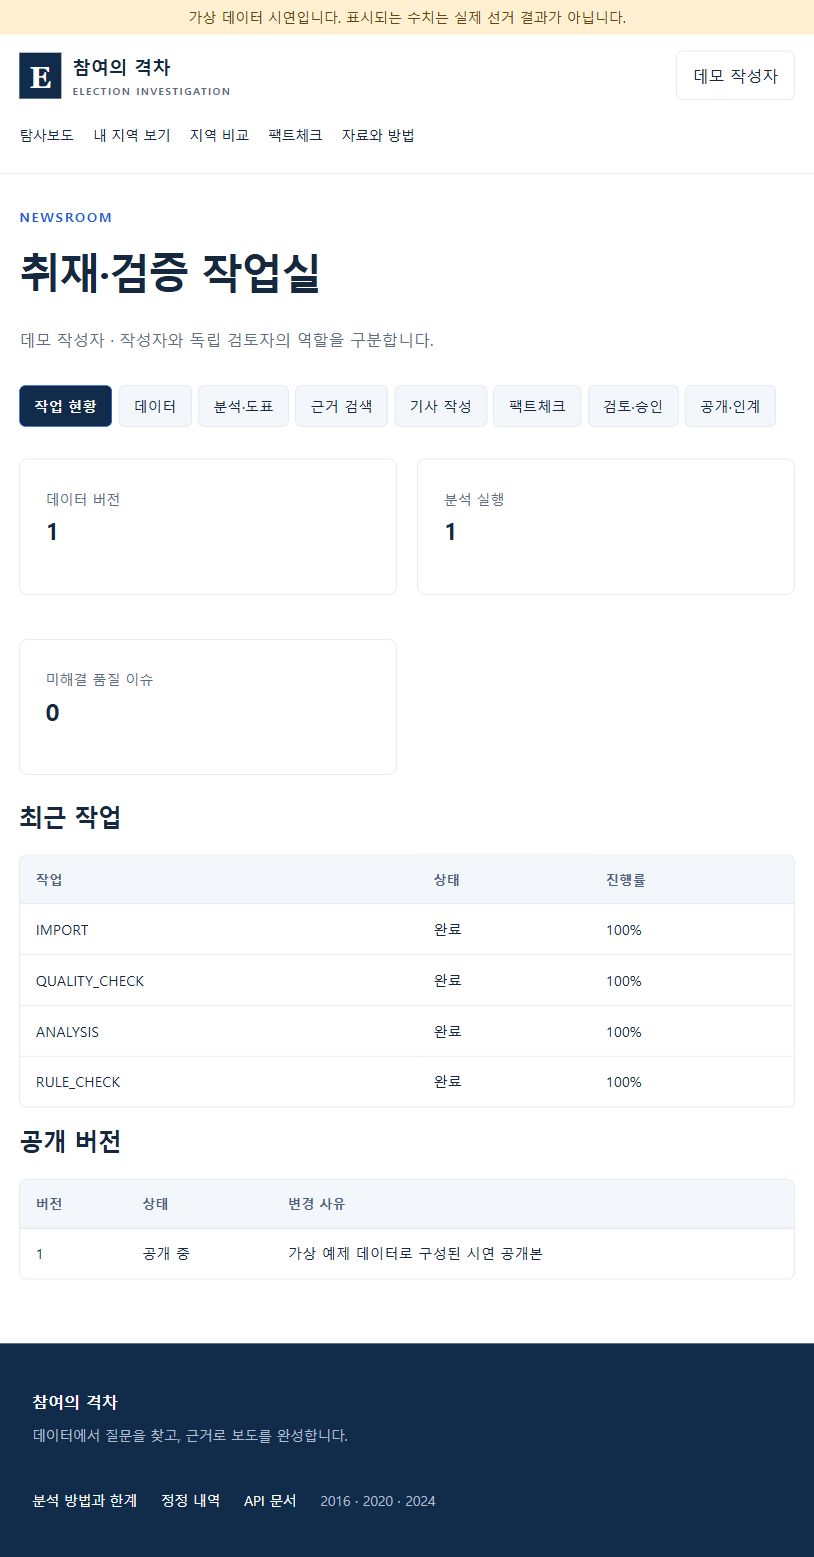 가상 데이터 시연입니다. 표시되는 수치는 실제 선거 결과가 아닙니다.
E
참여의 격차
ELECTION INVESTIGATION
데모 작성자
탐사보도 내 지역 보기 지역 비교 팩트체크 자료와 방법
NEWSROOM
취재·검증 작업실
데모 작성자 · 작성자와 독립 검토자의 역할을 구분합니다.
작업 현황 데이터 분석·도표 근거 검색 기사 작성 팩트체크 검토·승인 공개·인계
데이터 버전
1
분석 실행
1
미해결 품질 이슈
0
최근 작업
작업 상태 진행률
IMPORT 완료 100%
QUALITY_CHECK 완료 100%
ANALYSIS 완료 100%
RULE_CHECK 완료 100%
공개 버전
버전 상태 변경 사유
1 공개 중 가상 예제 데이터로 구성된 시연 공개본
참여의 격차
데이터에서 질문을 찾고, 근거로 보도를 완성합니다.
분석 방법과 한계 정정 내역 API 문서 2016 · 2020 · 2024